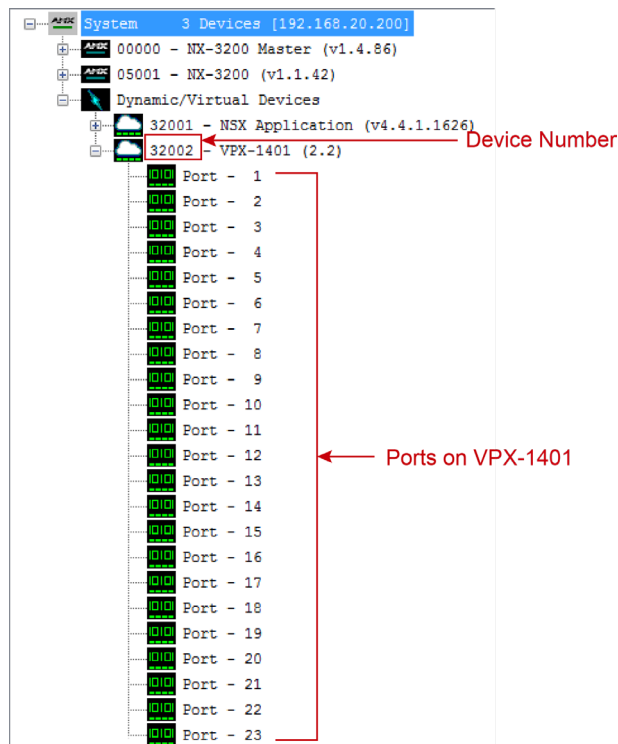 System    3 Devices [192.168.20.200]
00000 - NX-3200 Master (v1.4.86)
05001 - NX-3200 (v1.1.42)
Dynamic/Virtual Devices
32001 - NSX Application (v4.4.1.1626)
32002 - VPX-1401 (2.2)
Device Number
Port - 1
Port - 2
Port - 3
Port - 4
Port - 5
Port - 6
Port - 7
Port - 8
Port - 9
Port - 10
Port - 11
Port - 12
Ports on VPX-1401
Port - 13
Port - 14
Port - 15
Port - 16
Port - 17
Port - 18
Port - 19
Port - 20
Port - 21
Port - 22
Port - 23